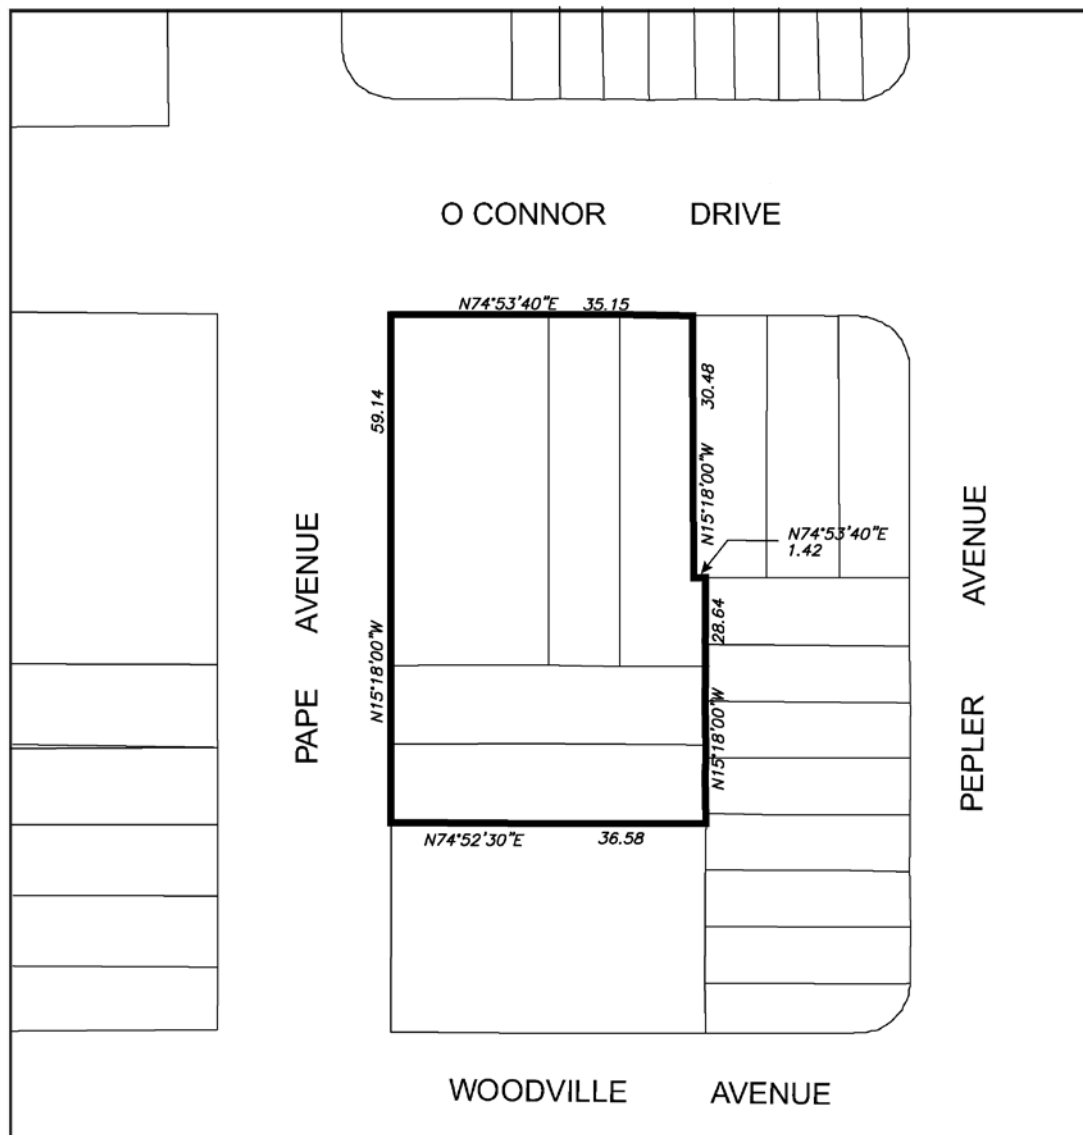 O CONNOR DRIVE
N74°53'40"E 35.15
59.14
30.48
N15°18'00"W
N74°53'40"E
1.42
PAPE AVENUE
PEPLER AVENUE
N15°18'00"W
28.64
N15°18'00"W
N74°52'30"E 36.58
WOODVILLE AVENUE